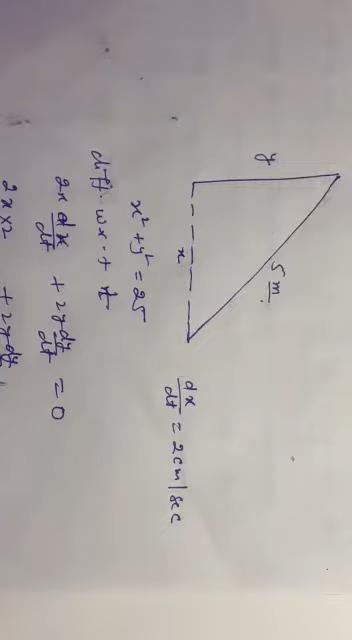 y
5 m
x
dx/dt = 2cm/sec
x² + y² = 25
diff. w.r.t
2x dx/dt + 2y dy/dt = 0
2x × 2 + 2y dy/dt